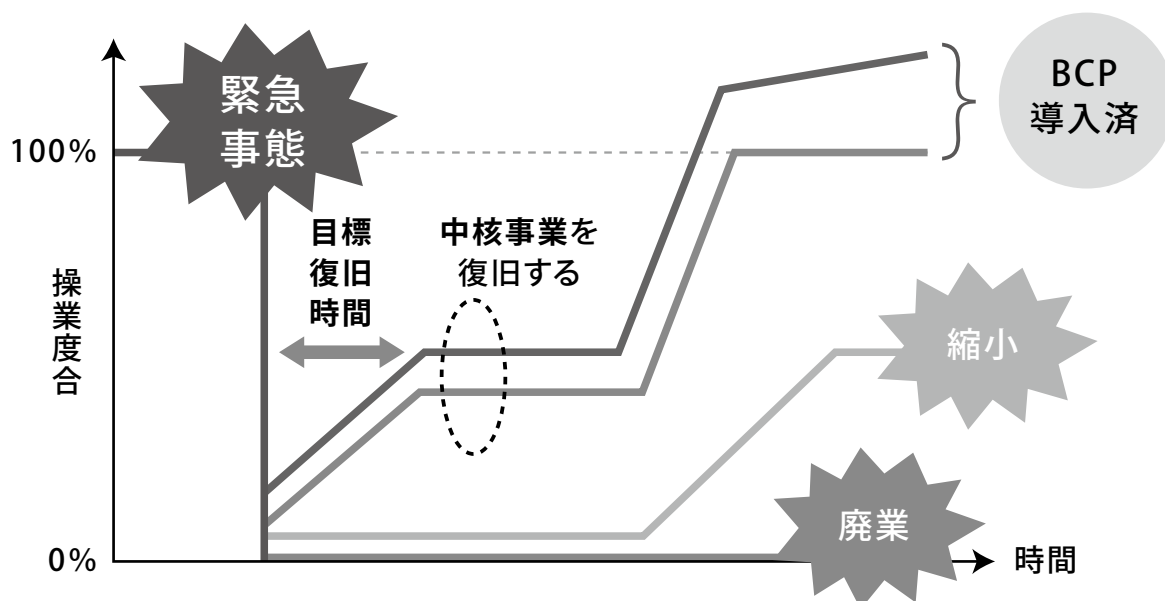 緊急
事態
BCP
導入済
100%
目標
復旧
時間
中核事業を
復旧する
操業度合
縮小
廃業
0%
時間